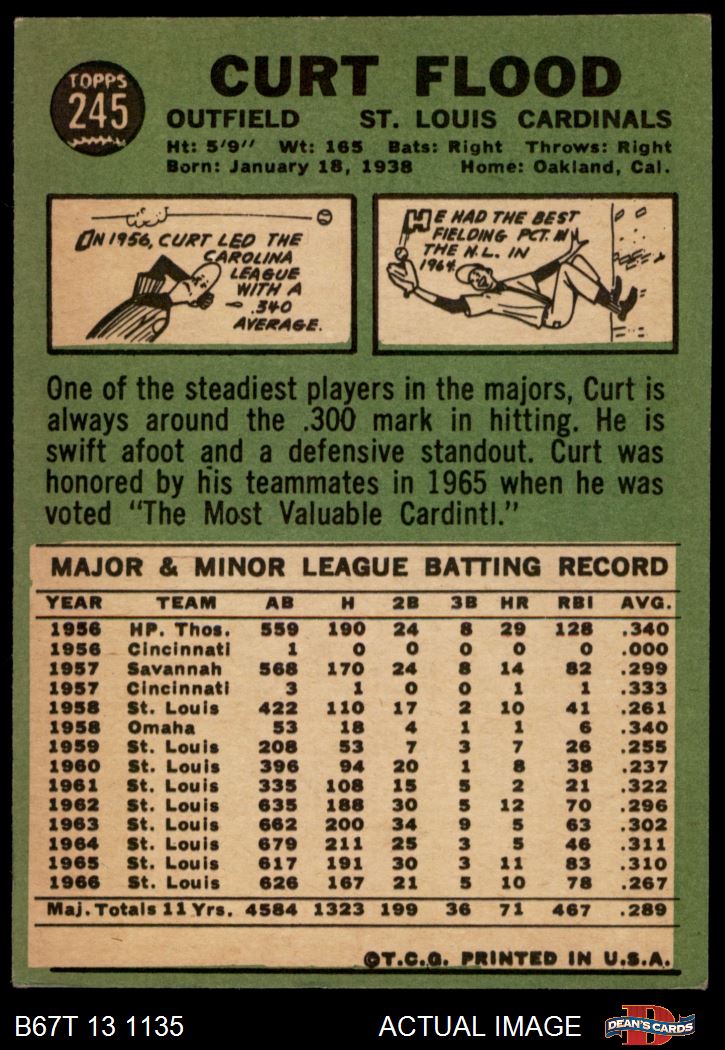 TOPPS
245
CURT FLOOD
OUTFIELD ST. LOUIS CARDINALS
Ht: 5'9" Wt: 165 Bats: Right Throws: Right
Born: January 18, 1938 Home: Oakland, Cal.
IN 1956, CURT LED THE
CAROLINA
LEAGUE
WITH A
.340
AVERAGE.
HE HAD THE BEST
FIELDING PCT. IN
THE N.L. IN
1964.
One of the steadiest players in the majors, Curt is
always around the .300 mark in hitting. He is
swift afoot and a defensive standout. Curt was
honored by his teammates in 1965 when he was
voted "The Most Valuable Cardintl."
MAJOR & MINOR LEAGUE BATTING RECORD
YEAR TEAM AB H 2B 3B HR RBI AVG.
1956 HP. Thos. 559 190 24 8 29 128 .340
1956 Cincinnati 1 0 0 0 0 0 .000
1957 Savannah 568 170 24 8 14 82 .299
1957 Cincinnati 3 1 0 0 1 1 .333
1958 St. Louis 422 110 17 2 10 41 .261
1958 Omaha 53 18 4 1 1 6 .340
1959 St. Louis 208 53 7 3 7 26 .255
1960 St. Louis 396 94 20 1 8 38 .237
1961 St. Louis 335 108 15 5 2 21 .322
1962 St. Louis 635 188 30 5 12 70 .296
1963 St. Louis 662 200 34 9 5 63 .302
1964 St. Louis 679 211 25 3 5 46 .311
1965 St. Louis 617 191 30 3 11 83 .310
1966 St. Louis 626 167 21 5 10 78 .267
Maj. Totals 11 Yrs. 4584 1323 199 36 71 467 .289
©T.C.G. PRINTED IN U.S.A.
B67T 13 1135 ACTUAL IMAGE
D
DEAN'S CARDS